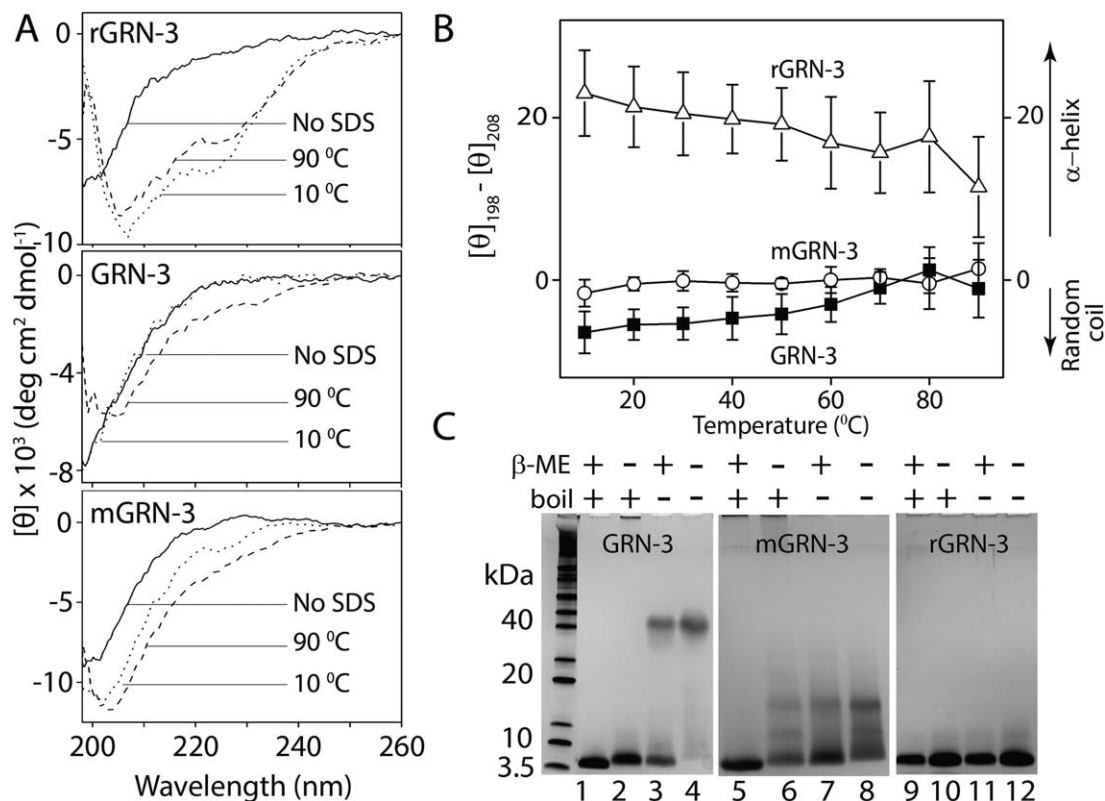 A
rGRN-3
0
-5
10
No SDS
90 ⁰C
10 ⁰C
GRN-3
0
-4
-8
No SDS
90 ⁰C
10 ⁰C
mGRN-3
0
-5
-10
No SDS
90 ⁰C
10 ⁰C
200 220 240 260
Wavelength (nm)
[θ] x 10³ (deg cm² dmol⁻¹)
B
[θ]₁₉₈ - [θ]₂₀₈
20
0
rGRN-3
mGRN-3
GRN-3
20
0
α-helix
Random
coil
20 40 60 80
Temperature (⁰C)
C
β-ME + - + - + - + - + - + -
boil + + - - + + - - + + - -
GRN-3 mGRN-3 rGRN-3
kDa
40
20
10
3.5
1 2 3 4 5 6 7 8 9 10 11 12